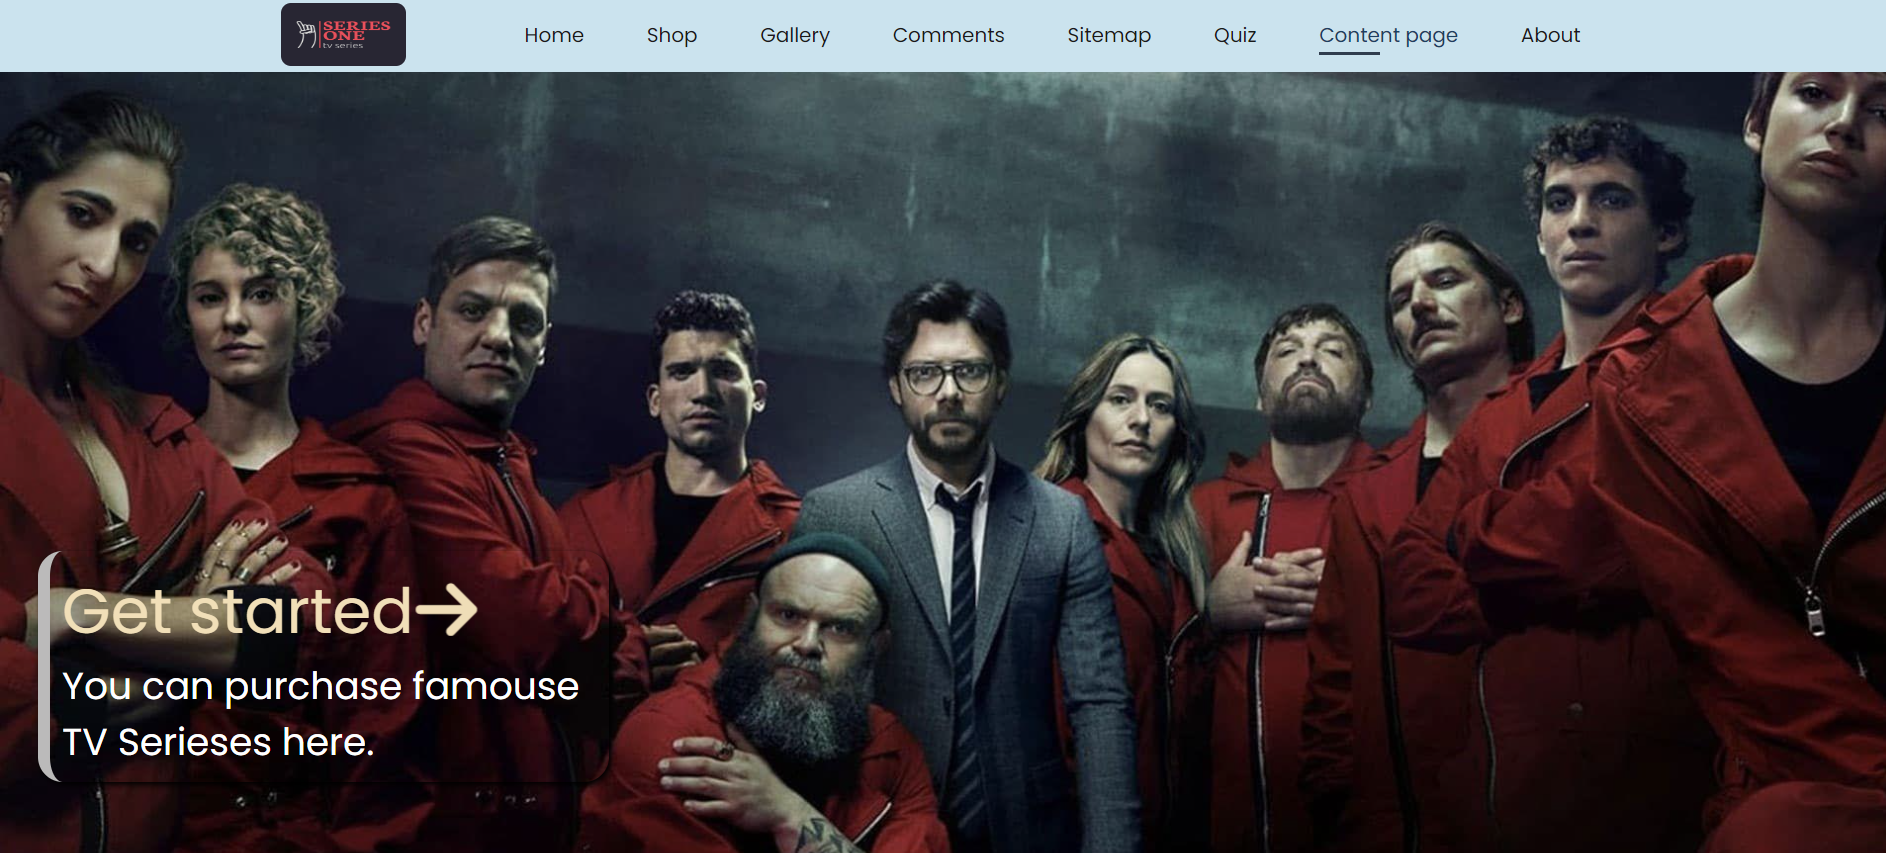 SERIES
ONE
tv series
Home Shop Gallery Comments Sitemap Quiz Content page About
Get started→
You can purchase famouse
TV Serieses here.